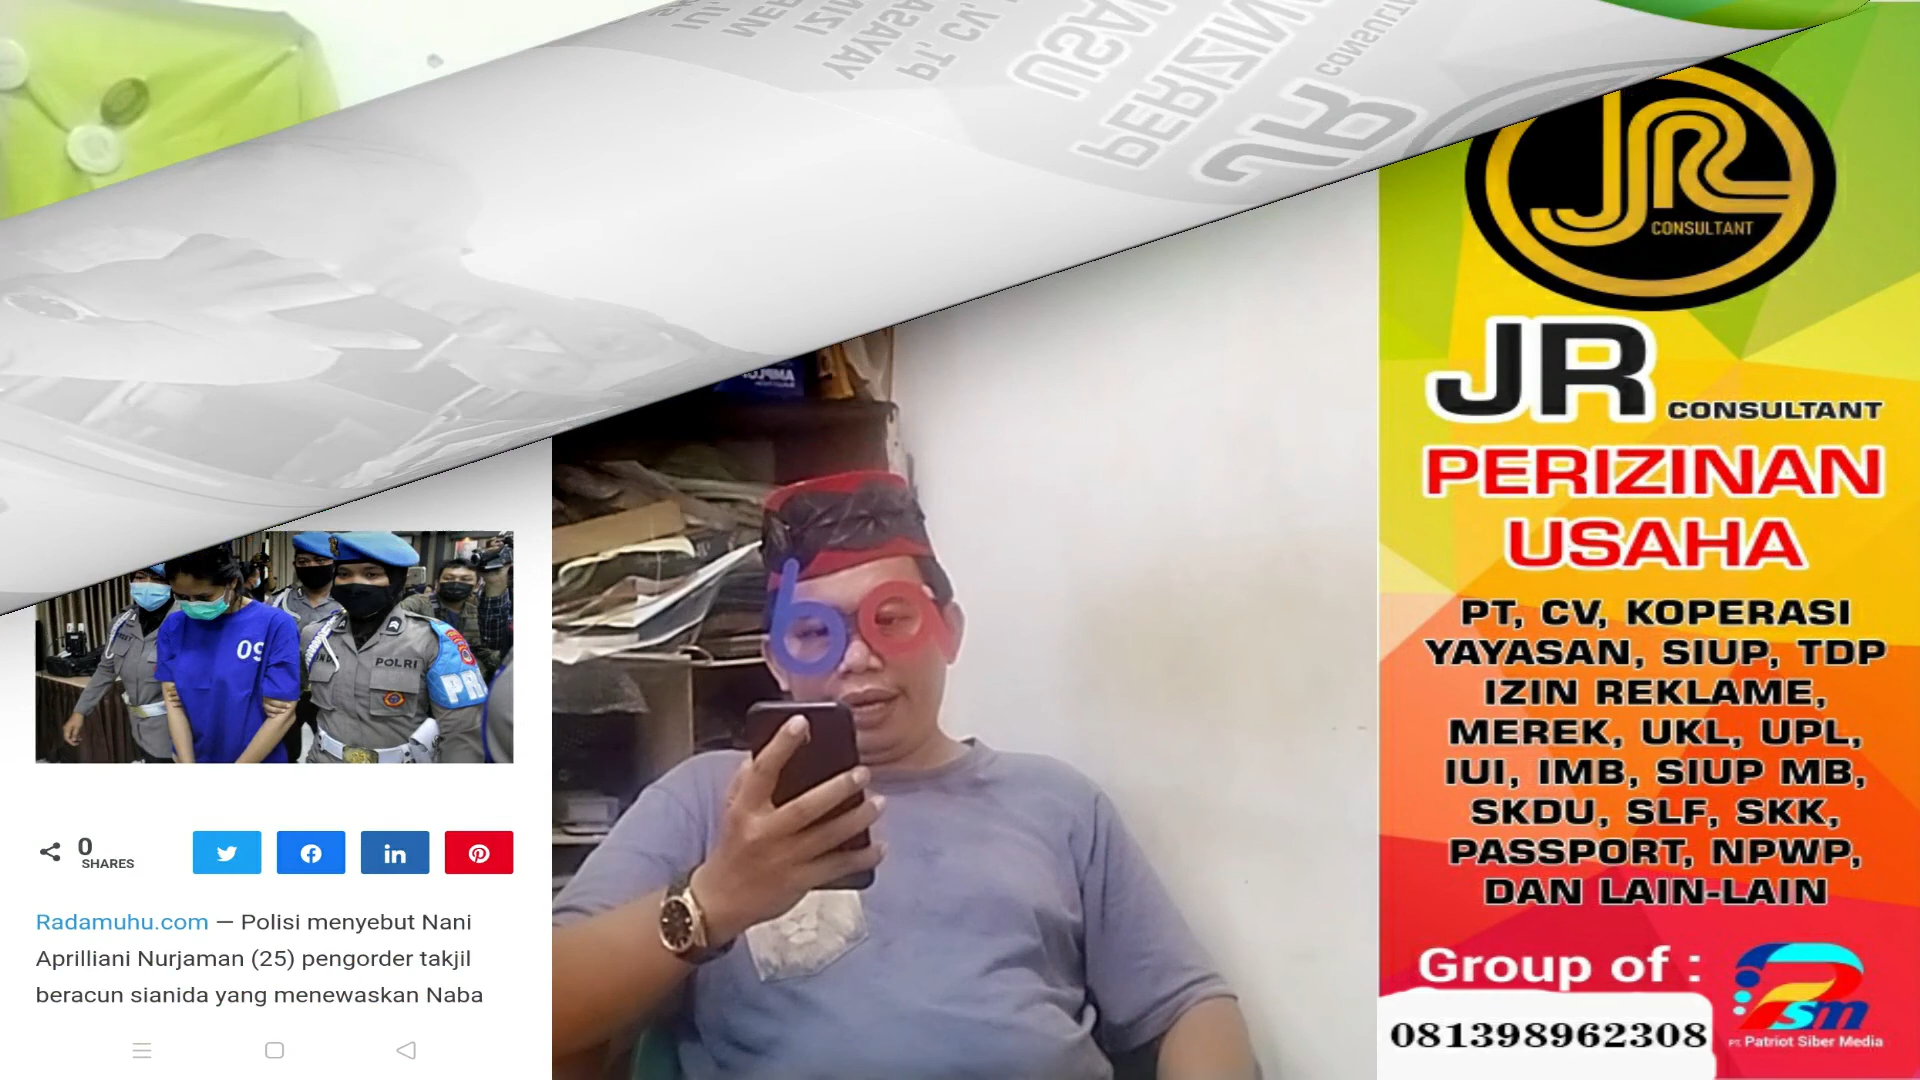 JR
CONSULTANT
JR CONSULTANT
PERIZINAN
USAHA
PT, CV, KOPERASI
YAYASAN, SIUP, TDP
IZIN REKLAME,
MEREK, UKL, UPL,
IUI, IMB, SIUP MB,
SKDU, SLF, SKK,
PASSPORT, NPWP,
DAN LAIN-LAIN
Group of :
Psm
PT. Patriot Siber Media
081398962308
09
POLRI
0
SHARES
Radamuhu.com — Polisi menyebut Nani
Aprilliani Nurjaman (25) pengorder takjil
beracun sianida yang menewaskan Naba